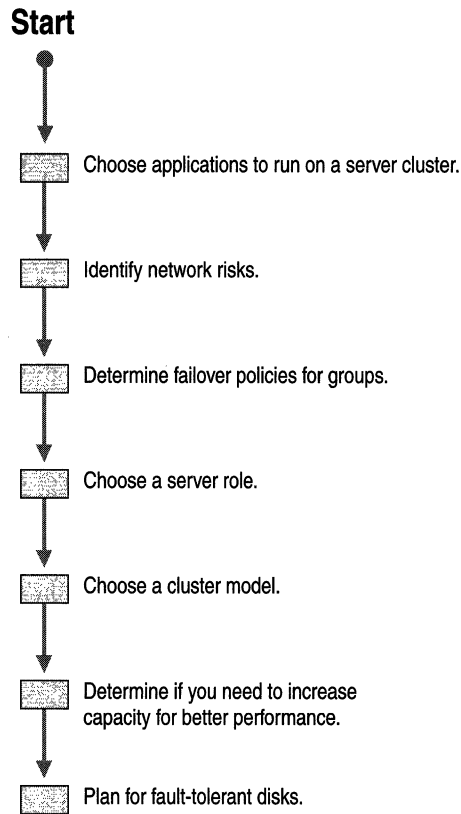 Start
Choose applications to run on a server cluster.
Identify network risks.
Determine failover policies for groups.
Choose a server role.
Choose a cluster model.
Determine if you need to increase
capacity for better performance.
Plan for fault-tolerant disks.